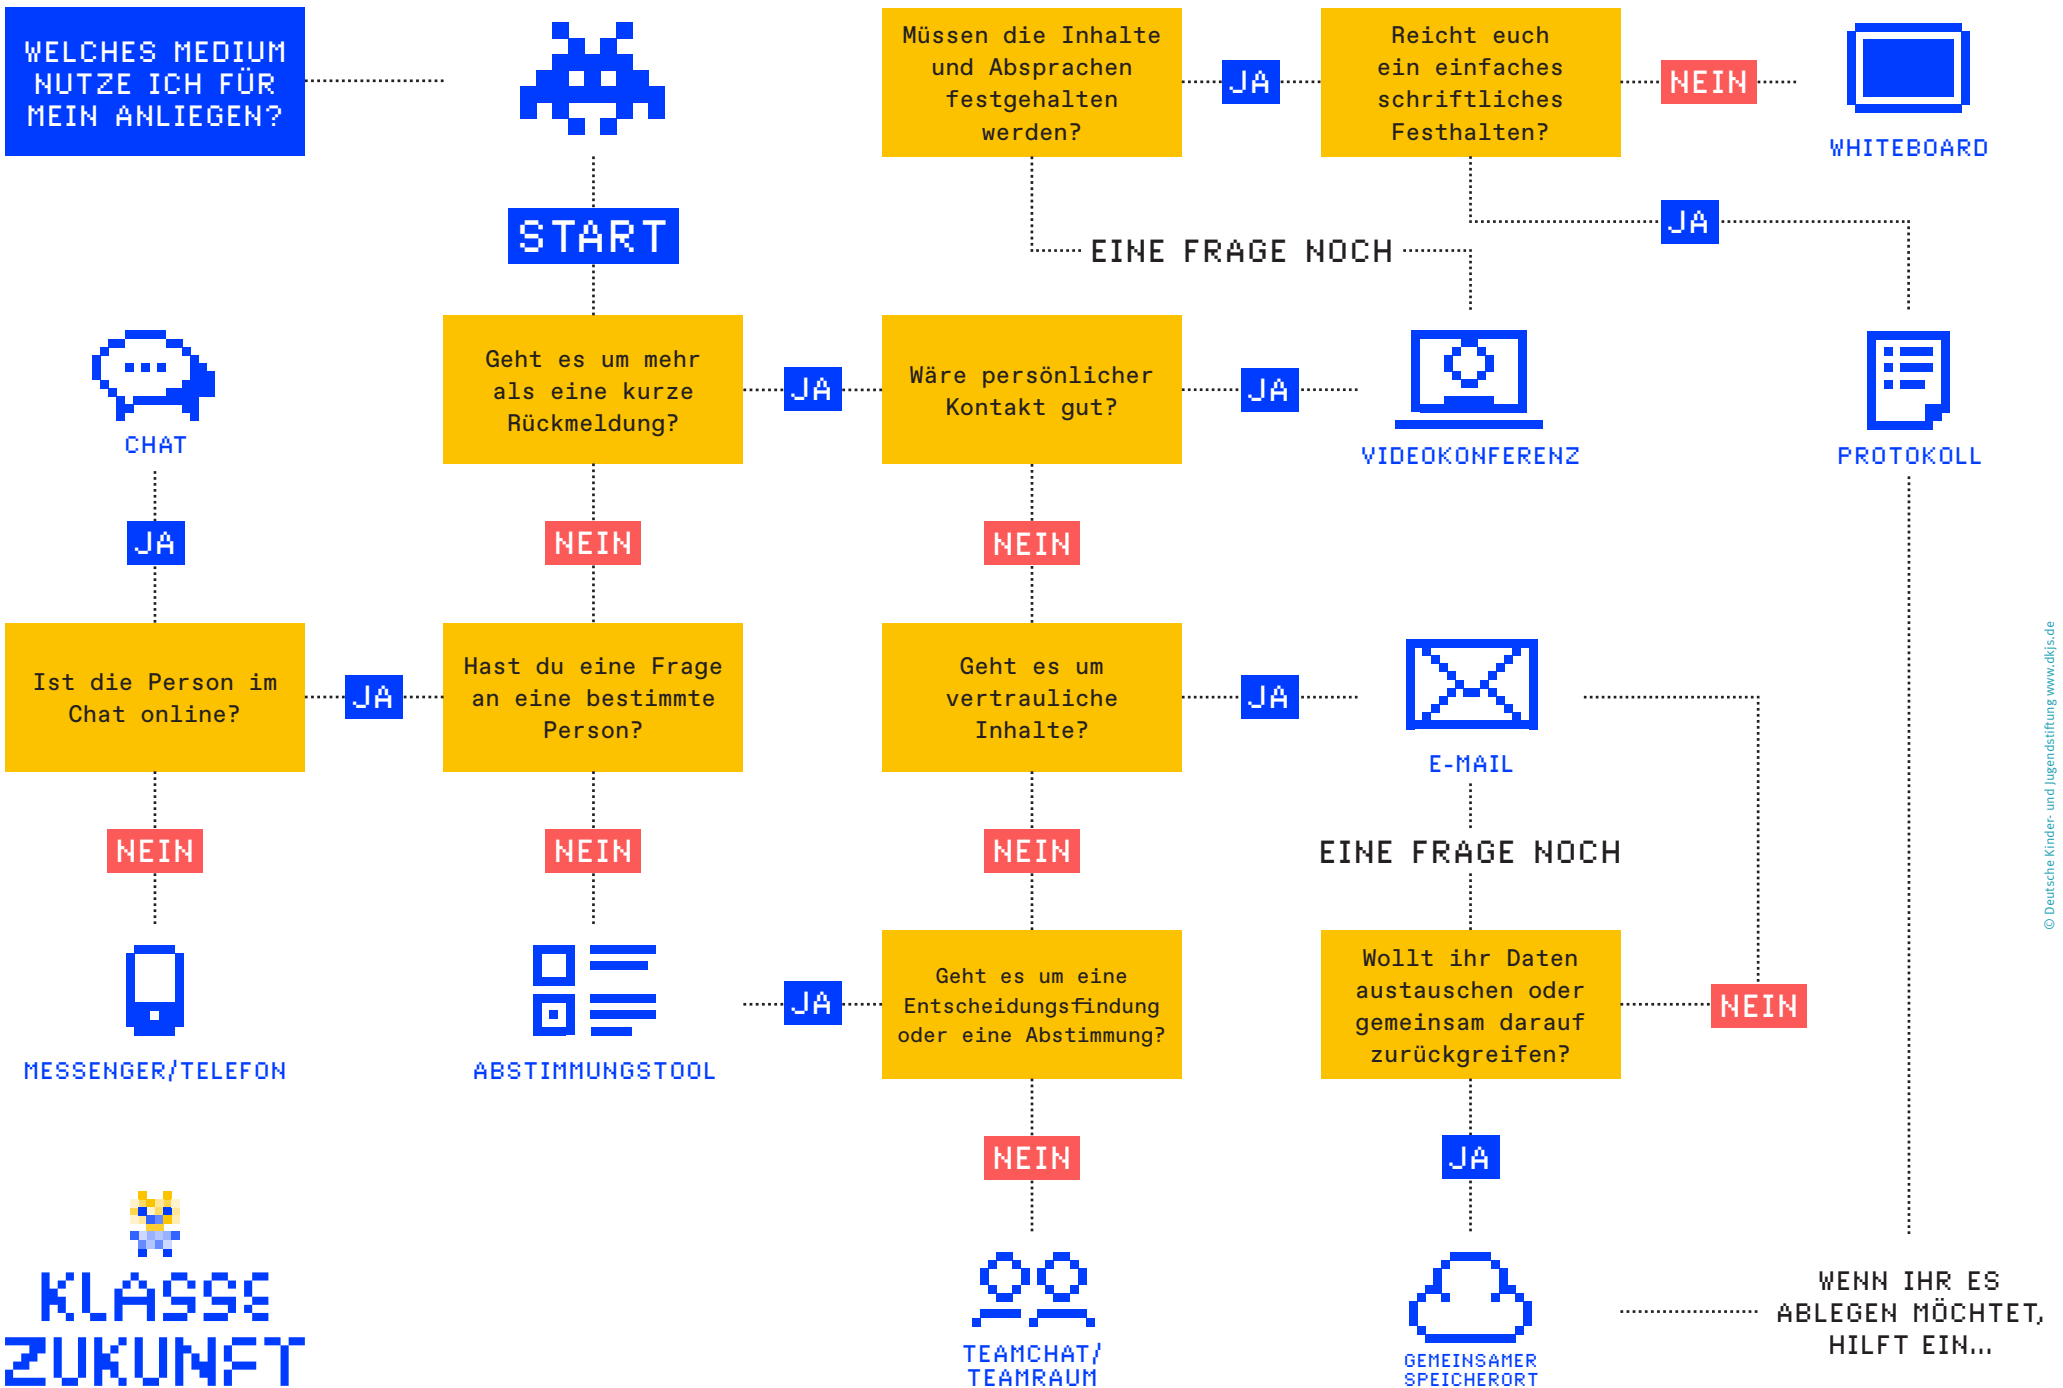 WELCHES MEDIUM
NUTZE ICH FÜR
MEIN ANLIEGEN?
START
Geht es um mehr
als eine kurze
Rückmeldung?
JA
Wäre persönlicher
Kontakt gut?
JA
VIDEOKONFERENZ
EINE FRAGE NOCH
Müssen die Inhalte
und Absprachen
festgehalten
werden?
JA
Reicht euch
ein einfaches
schriftliches
Festhalten?
NEIN
WHITEBOARD
JA
PROTOKOLL
NEIN
NEIN
CHAT
JA
Ist die Person im
Chat online?
JA
Hast du eine Frage
an eine bestimmte
Person?
Geht es um
vertrauliche
Inhalte?
JA
E-MAIL
NEIN
NEIN
NEIN
EINE FRAGE NOCH
MESSENGER/TELEFON
ABSTIMMUNGSTOOL
JA
Geht es um eine
Entscheidungsfindung
oder eine Abstimmung?
Wollt ihr Daten
austauschen oder
gemeinsam darauf
zurückgreifen?
NEIN
NEIN
JA
TEAMCHAT/
TEAMRAUM
GEMEINSAMER
SPEICHERORT
WENN IHR ES
ABLEGEN MÖCHTET,
HILFT EIN...
KLASSE
ZUKUNFT
© Deutsche Kinder- und Jugendstiftung www.dkjs.de